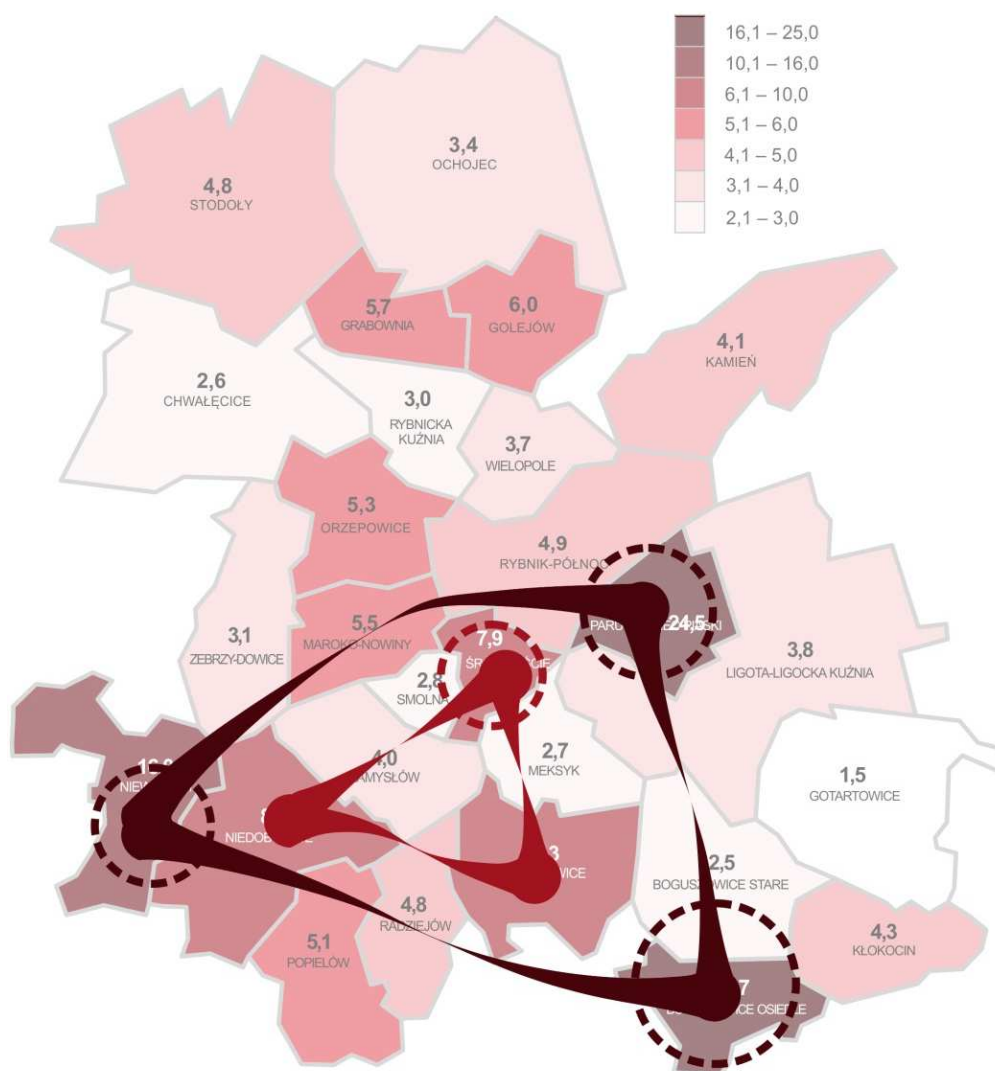 16,1 – 25,0
10,1 – 16,0
6,1 – 10,0
5,1 – 6,0
4,1 – 5,0
3,1 – 4,0
2,1 – 3,0
3,4
OCHOJEC
4,8
STODOŁY
5,7
GRABOWNIA
6,0
GOLEJÓW
4,1
KAMIEŃ
2,6
CHWAŁĘCICE
3,0
RYBNICKA
KUŹNIA
3,7
WIELOPOLE
5,3
ORZEPOWICE
4,9
RYBNIK-PÓŁNOC
24,5
5,5
MAROKO-NOWINY
7,9
3,1
ZEBRZY-DOWICE
3,8
LIGOTA-LIGOCKA KUŹNIA
2,8
SMOLNA
2,7
MEKSYK
4,0
1,5
GOTARTOWICE
2,5
BOGUSZOWICE STARE
4,8
RADZIEJÓW
4,3
KŁOKOCIN
5,1
POPIELÓW
OSIEDLE